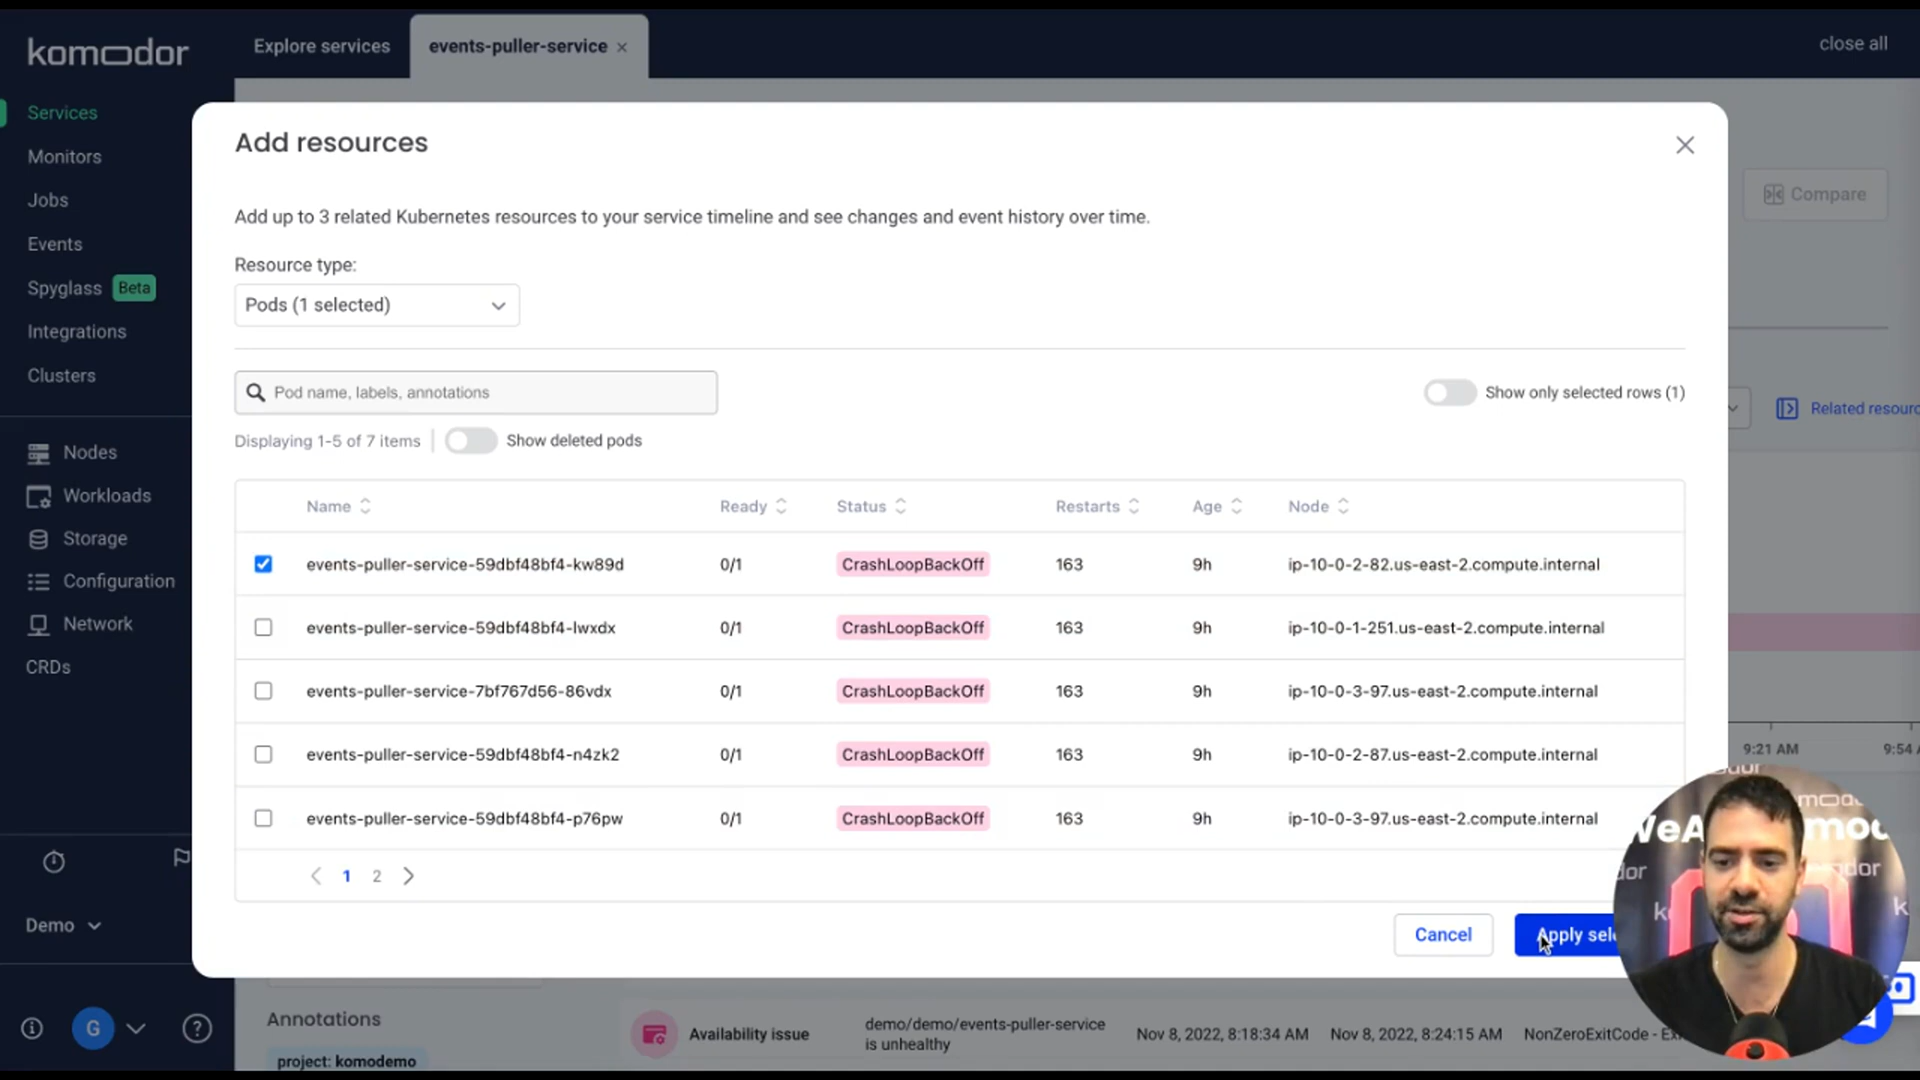 komodor
Explore services
events-puller-service ×
close all
Services
Monitors
Jobs
Events
Spyglass Beta
Integrations
Clusters
Nodes
Workloads
Storage
Configuration
Network
CRDs
Demo
G
Add resources
Compare
Add up to 3 related Kubernetes resources to your service timeline and see changes and event history over time.
Resource type:
Pods (1 selected)
Pod name, labels, annotations
Show only selected rows (1)
Related resourc
Displaying 1-5 of 7 items
Show deleted pods
Name Ready Status Restarts Age Node
events-puller-service-59dbf48bf4-kw89d 0/1 CrashLoopBackOff 163 9h ip-10-0-2-82.us-east-2.compute.internal
events-puller-service-59dbf48bf4-lwxdx 0/1 CrashLoopBackOff 163 9h ip-10-0-1-251.us-east-2.compute.internal
events-puller-service-7bf767d56-86vdx 0/1 CrashLoopBackOff 163 9h ip-10-0-3-97.us-east-2.compute.internal
events-puller-service-59dbf48bf4-n4zk2 0/1 CrashLoopBackOff 163 9h ip-10-0-2-87.us-east-2.compute.internal
events-puller-service-59dbf48bf4-p76pw 0/1 CrashLoopBackOff 163 9h ip-10-0-3-97.us-east-2.compute.internal
9:21 AM 9:54 A
1 2
Cancel
Apply sele
Annotations
project: komodemo
Availability issue
demo/demo/events-puller-service
is unhealthy
Nov 8, 2022, 8:18:34 AM
Nov 8, 2022, 8:24:15 AM
NonZeroExitCode - Ex